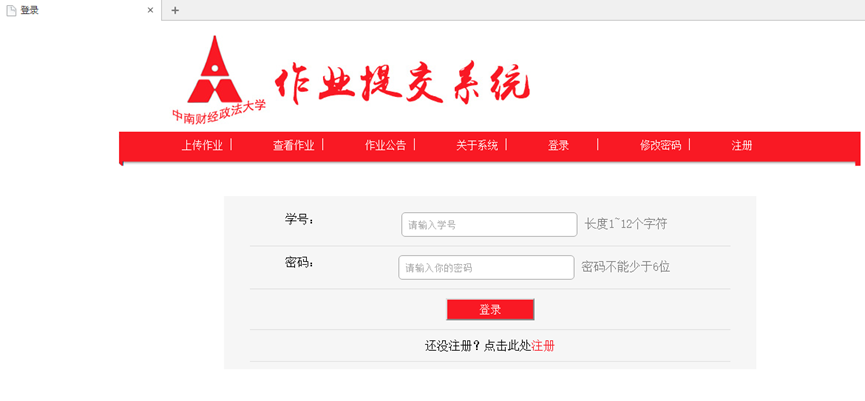 登录
作业提交系统
中南财经政法大学
上传作业 查看作业 作业公告 关于系统 登录 修改密码 注册
学号: 请输入学号 长度1~12个字符
密码: 请输入你的密码 密码不能少于6位
登录
还没注册?点击此处注册